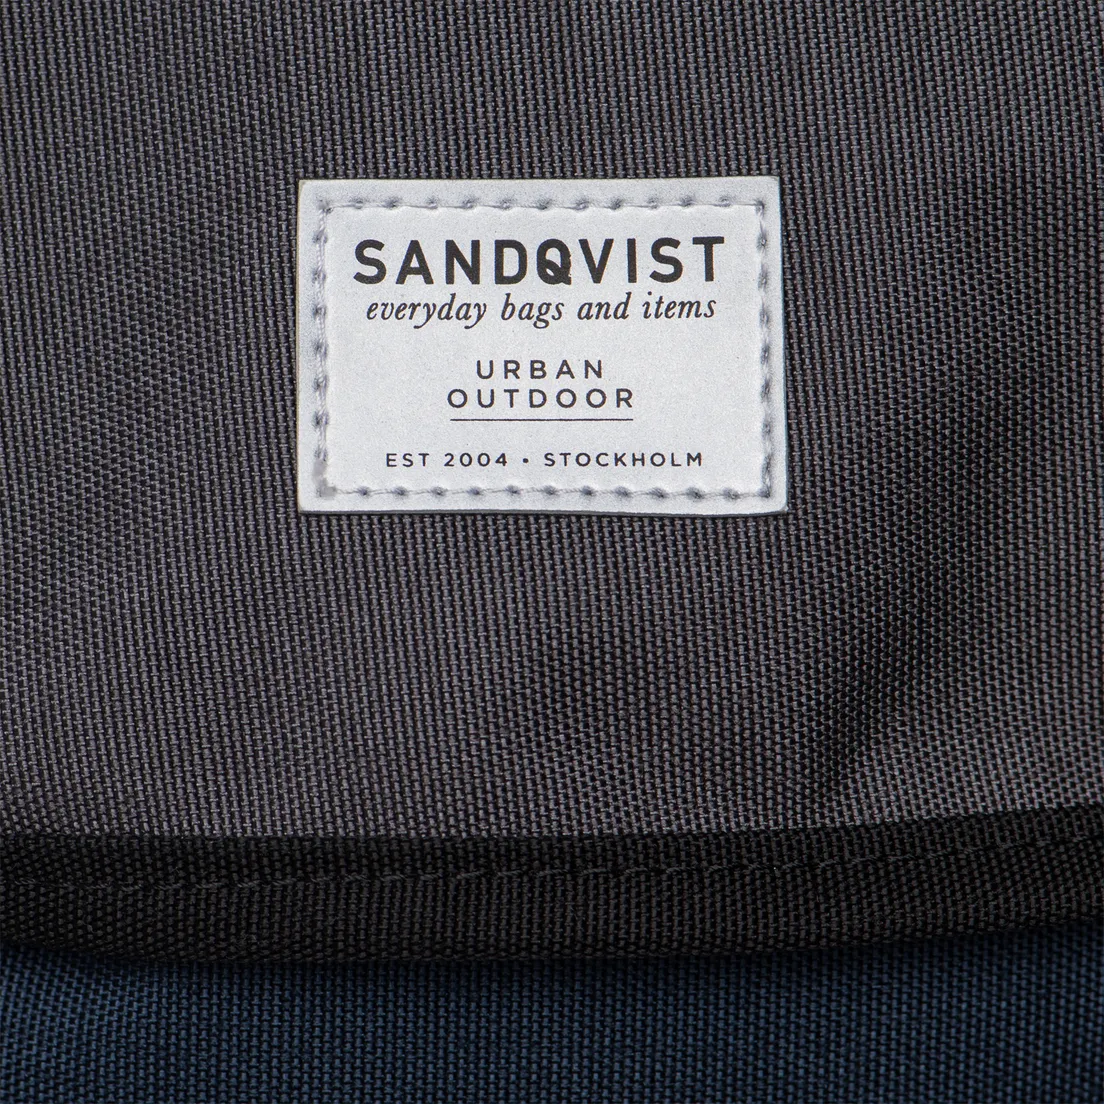 SANDQVIST
everyday bags and items
URBAN
OUTDOOR
EST 2004 • STOCKHOLM